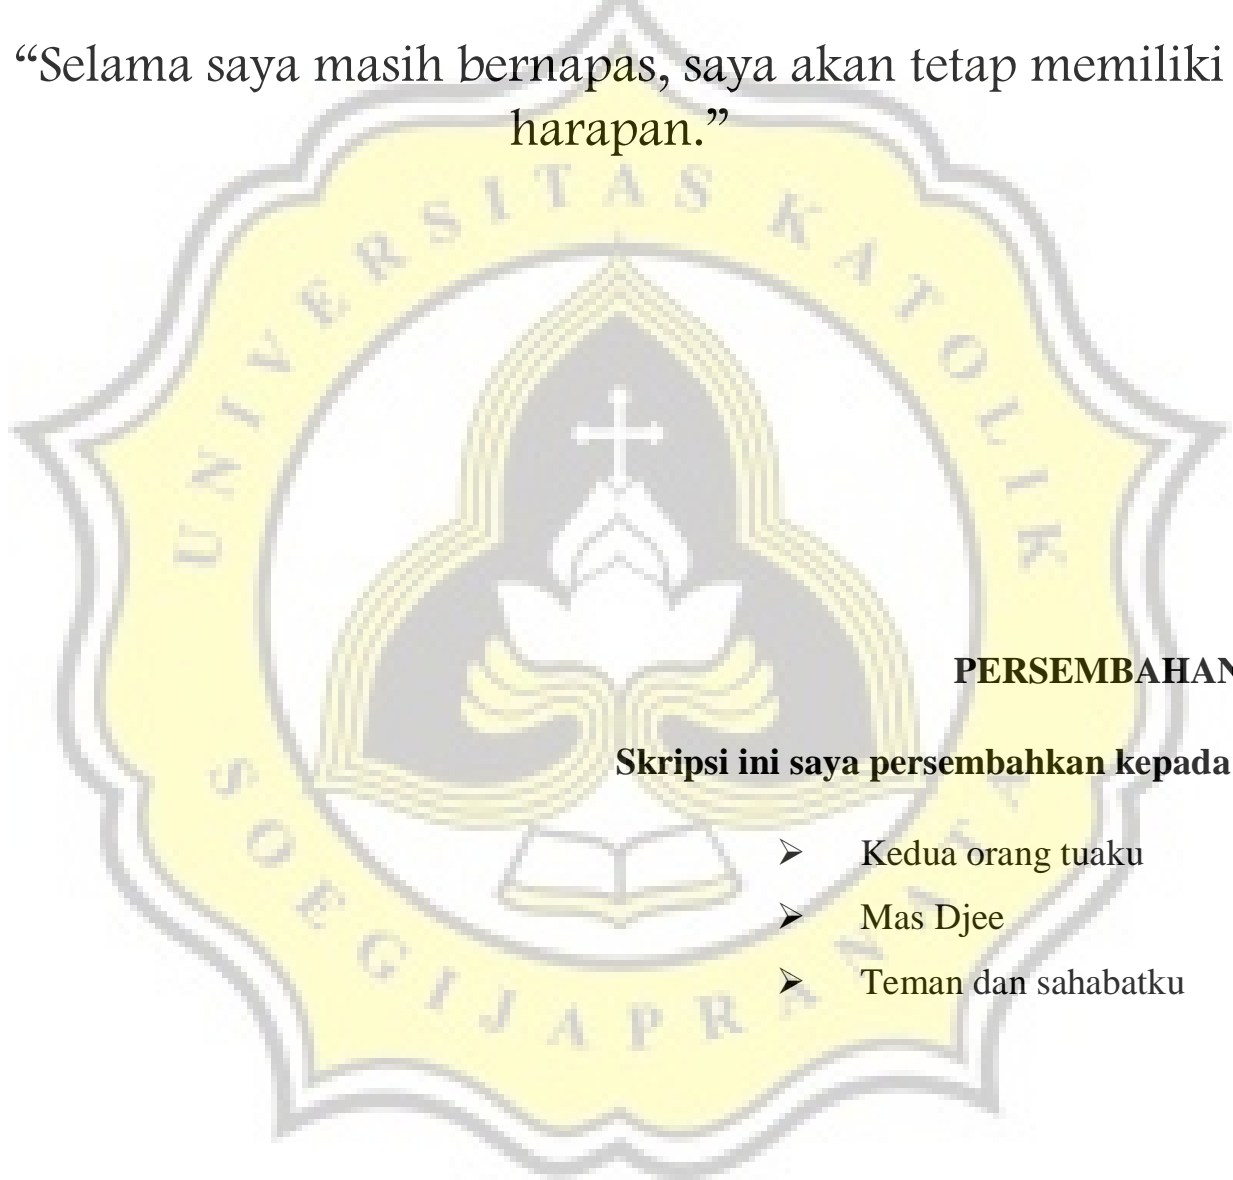 “Selama saya masih bernapas, saya akan tetap memiliki
harapan.”
UNIVERSITAS KATOLIK
PERSEMBAHAN
Skripsi ini saya persembahkan kepada
➢ Kedua orang tuaku
➢ Mas Djee
➢ Teman dan sahabatku
SOEGIJAPRANATA